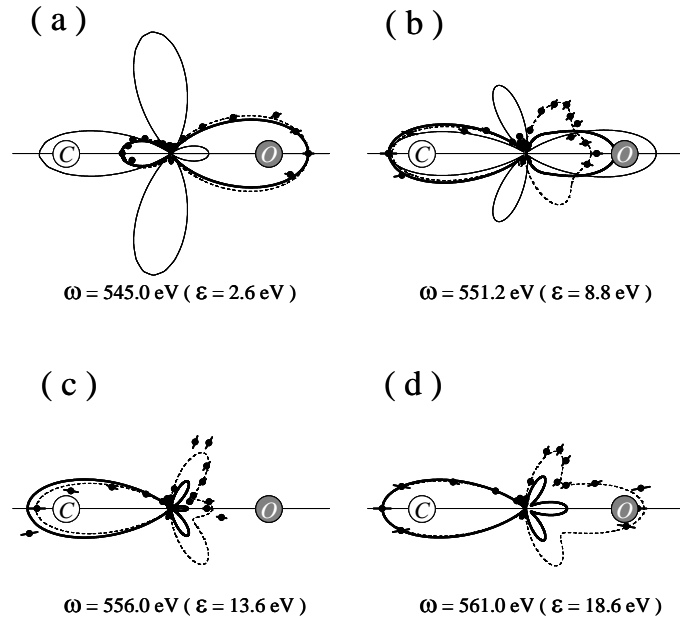 ( a )
( b )
C
O
C
O
ω = 545.0 eV ( ε = 2.6 eV )
ω = 551.2 eV ( ε = 8.8 eV )
( c )
( d )
C
O
C
O
ω = 556.0 eV ( ε = 13.6 eV )
ω = 561.0 eV ( ε = 18.6 eV )